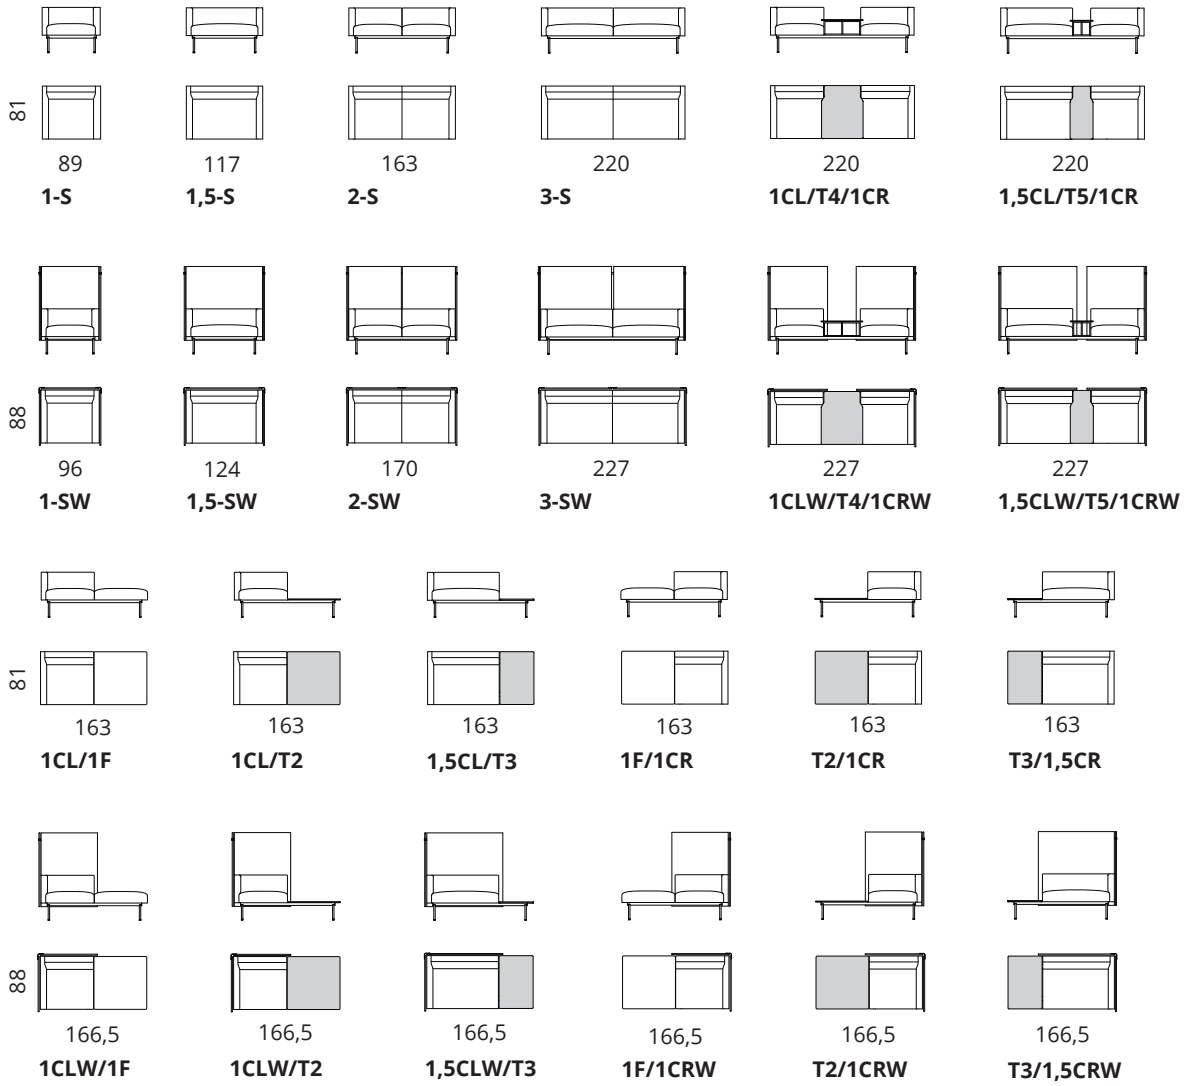 81
89 117 163 220 220 220
1-S 1,5-S 2-S 3-S 1CL/T4/1CR 1,5CL/T5/1CR
88
96 124 170 227 227 227
1-SW 1,5-SW 2-SW 3-SW 1CLW/T4/1CRW 1,5CLW/T5/1CRW
81
163 163 163 163 163 163
1CL/1F 1CL/T2 1,5CL/T3 1F/1CR T2/1CR T3/1,5CR
88
166,5 166,5 166,5 166,5 166,5 166,5
1CLW/1F 1CLW/T2 1,5CLW/T3 1F/1CRW T2/1CRW T3/1,5CRW